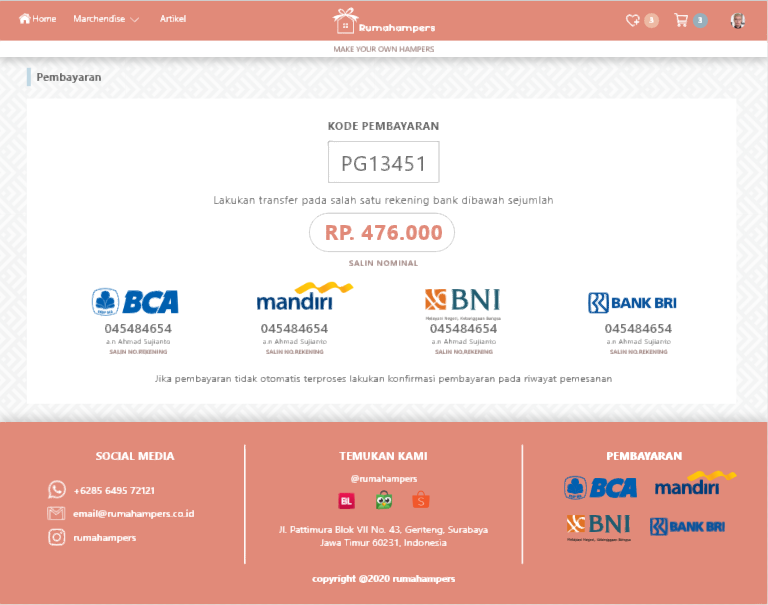 Home
Marchendise
Artikel
Rumahampers
5
3
MAKE YOUR OWN HAMPERS
Pembayaran
KODE PEMBAYARAN
PG13451
Lakukan transfer pada salah satu rekening bank dibawah sejumlah
RP. 476.000
SALIN NOMINAL
BCA
mandiri
BNI
BANK BRI
045484654
045484654
045484654
045484654
a.n Ahmad Sujianto
a.n Ahmad Sujianto
a.n Ahmad Sujianto
a.n Ahmad Sujianto
SALIN NO.REKENING
SALIN NO.REKENING
SALIN NO.REKENING
SALIN NO.REKENING
Jika pembayaran tidak otomatis terproses lakukan konfirmasi pembayaran pada riwayat pemesanan
SOCIAL MEDIA
+6285 6495 72121
email@rumahampers.co.id
rumahampers
TEMUKAN KAMI
@rumahampers
BL
S
Jl. Pattimura Blok VII No. 43, Genteng, Surabaya
Jawa Timur 60231, Indonesia
PEMBAYARAN
BCA
mandiri
BNI
BANK BRI
copyright @2020 rumahampers